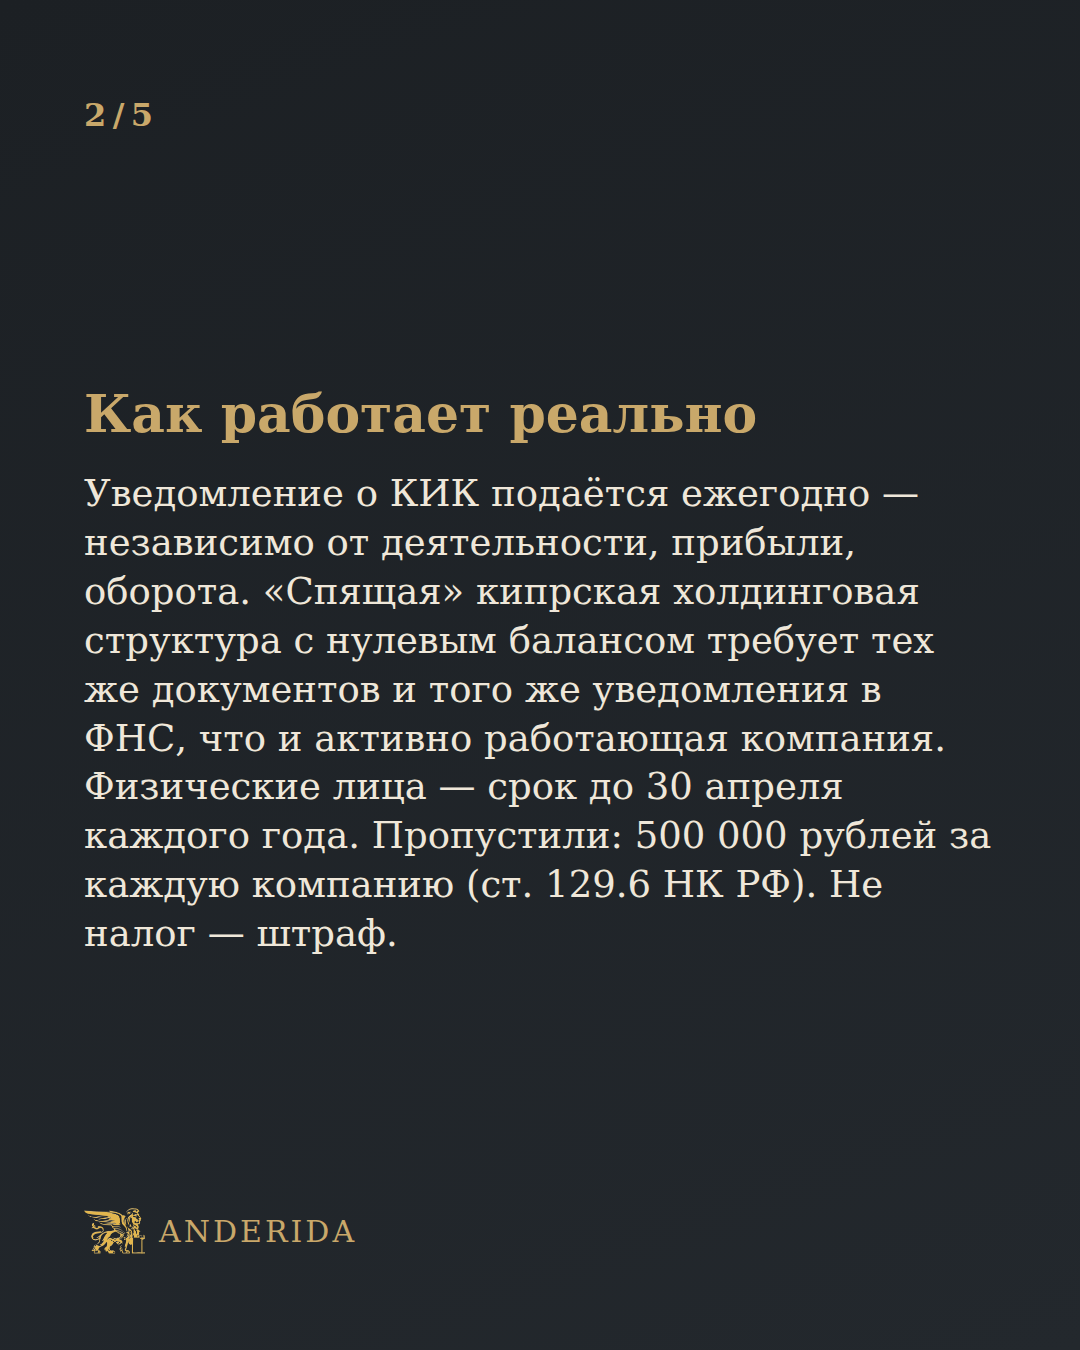 2/5
Как работает реально
Уведомление о КИК подаётся ежегодно —
независимо от деятельности, прибыли,
оборота. «Спящая» кипрская холдинговая
структура с нулевым балансом требует тех
же документов и того же уведомления в
ФНС, что и активно работающая компания.
Физические лица — срок до 30 апреля
каждого года. Пропустили: 500 000 рублей за
каждую компанию (ст. 129.6 НК РФ). Не
налог — штраф.
ANDERIDA